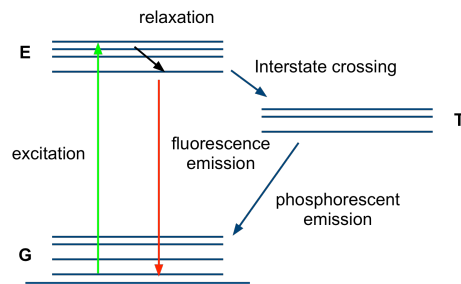 relaxation
E
Interstate crossing
T
excitation
fluorescence
emission
phosphorescent
emission
G